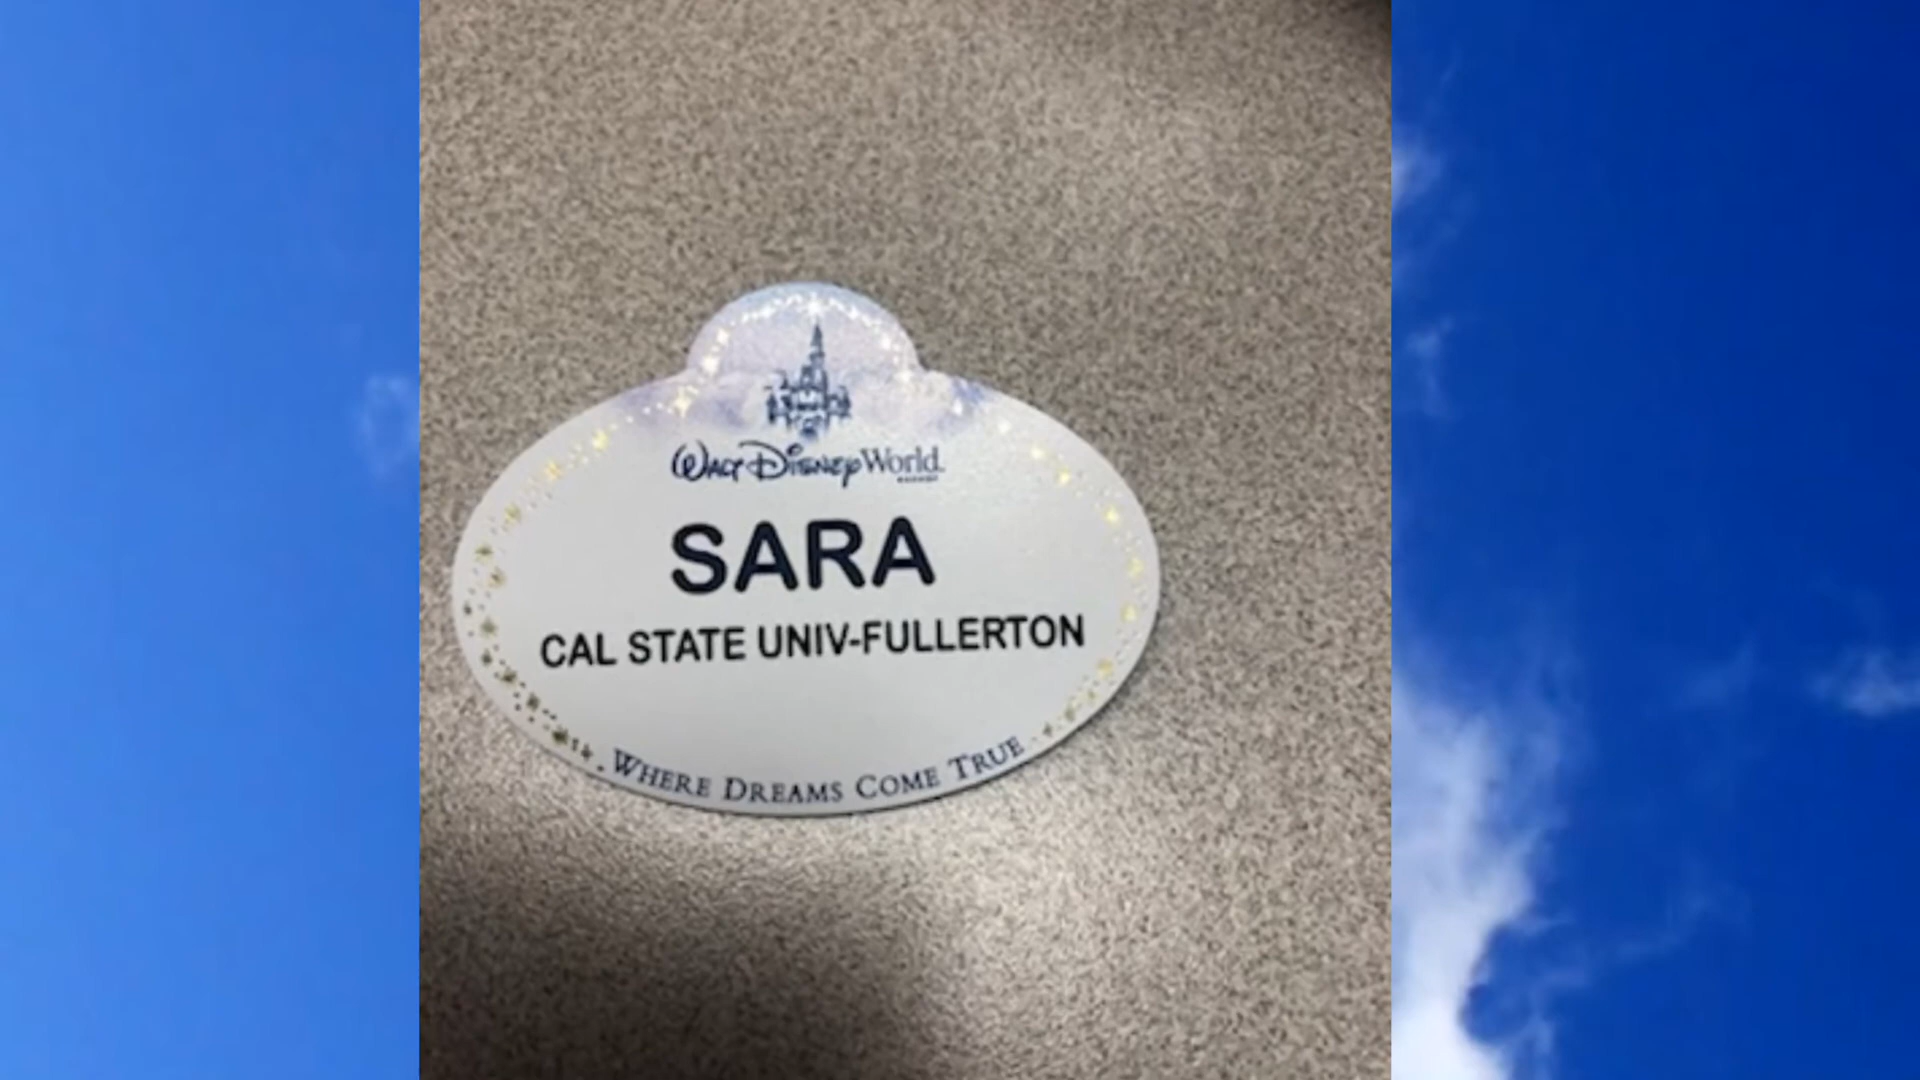 Walt Disney World
SARA
CAL STATE UNIV-FULLERTON
WHERE DREAMS COME TRUE